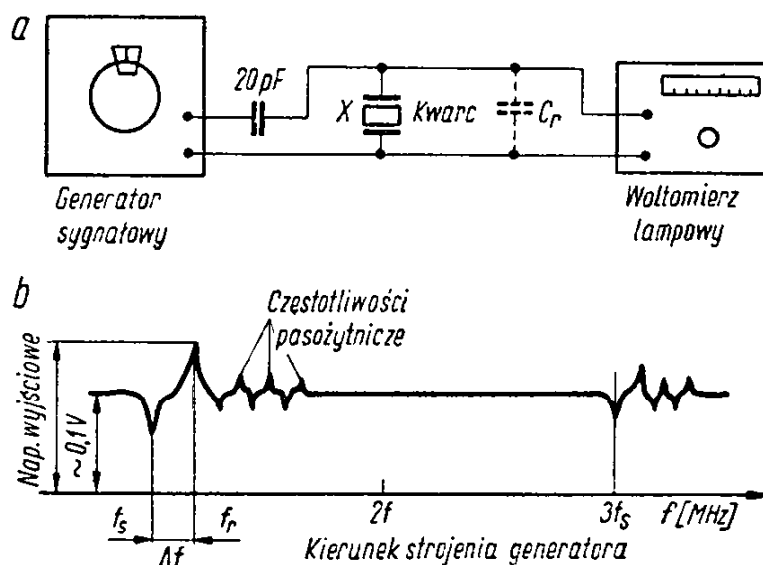 a
20pF
X Kwarc Cr
Generator
sygnałowy
Woltomierz
lampowy
b
Częstotliwości
pasożytnicze
Nap. wyjściowe
~0,1V
fs fr 2f 3fs f[MHz]
Δf Kierunek strojenia generatora